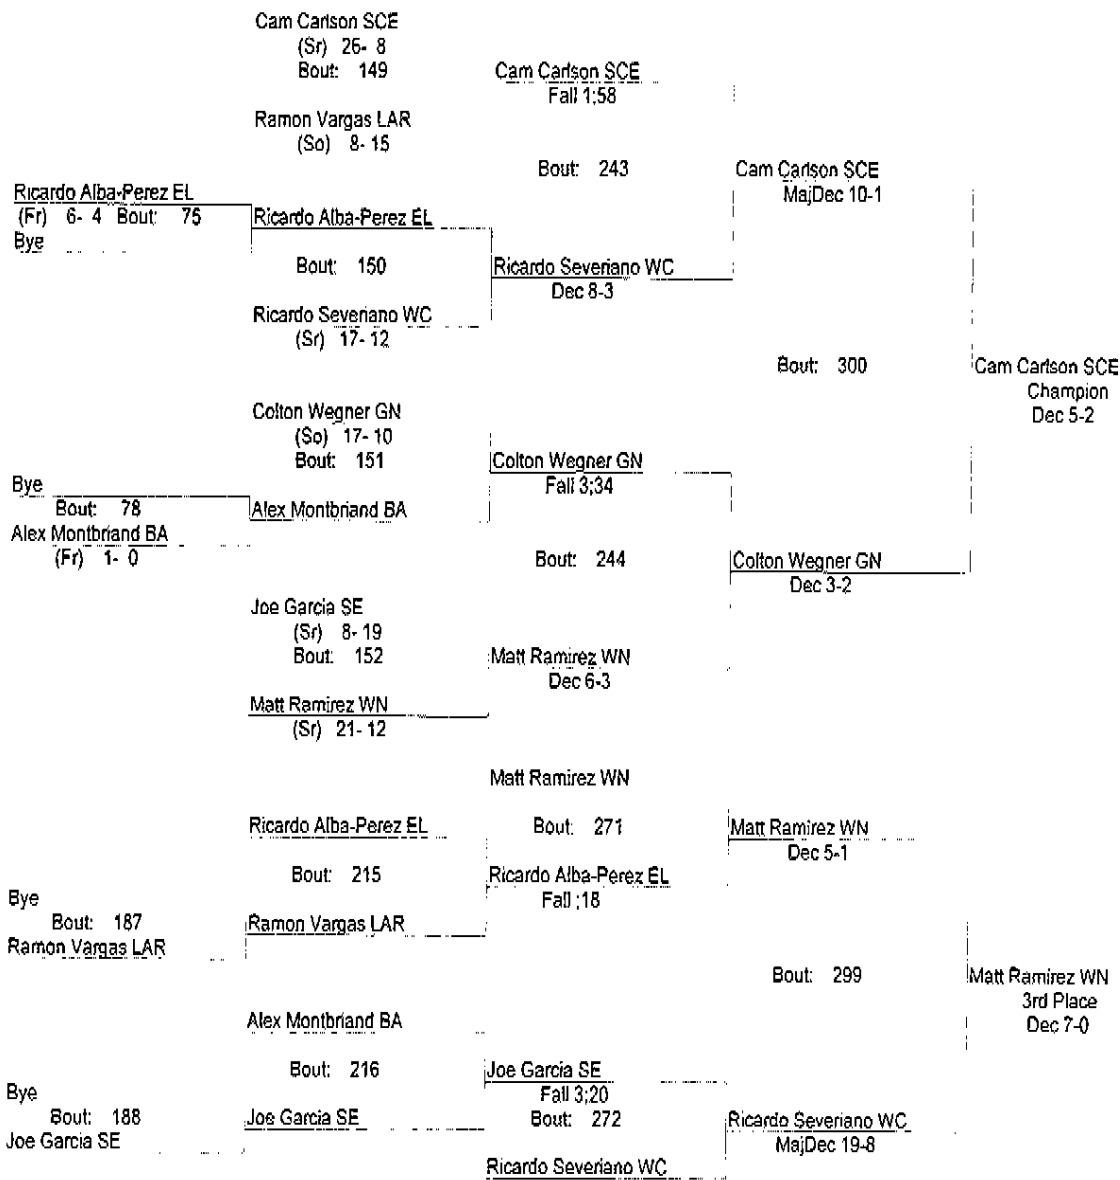 Cam Carlson SCE
(Sr) 26- 8
Bout: 149
Cam Carlson SCE
Fall 1;58
Ramon Vargas LAR
(So) 8- 15
Bout: 243
Cam Carlson SCE
MajDec 10-1
Ricardo Alba-Perez EL
(Fr) 6- 4 Bout: 75
Bye
Ricardo Alba-Perez EL
Bout: 150
Ricardo Severiano WC
Dec 8-3
Ricardo Severiano WC
(Sr) 17- 12
Bout: 300
Cam Carlson SCE
Champion
Dec 5-2
Colton Wegner GN
(So) 17- 10
Bout: 151
Colton Wegner GN
Fall 3;34
Bye
Bout: 78
Alex Montbriand BA
(Fr) 1- 0
Alex Montbriand BA
Bout: 244
Colton Wegner GN
Dec 3-2
Joe Garcia SE
(Sr) 8- 19
Bout: 152
Matt Ramirez WN
Dec 6-3
Matt Ramirez WN
(Sr) 21- 12
Matt Ramirez WN
Ricardo Alba-Perez EL
Bout: 271
Matt Ramirez WN
Dec 5-1
Bout: 215
Ricardo Alba-Perez EL
Fall ;18
Bye
Bout: 187
Ramon Vargas LAR
Ramon Vargas LAR
Bout: 299
Matt Ramirez WN
3rd Place
Dec 7-0
Alex Montbriand BA
Bout: 216
Joe Garcia SE
Fall 3;20
Bye
Bout: 188
Joe Garcia SE
Joe Garcia SE
Bout: 272
Ricardo Severiano WC
MajDec 19-8
Ricardo Severiano WC